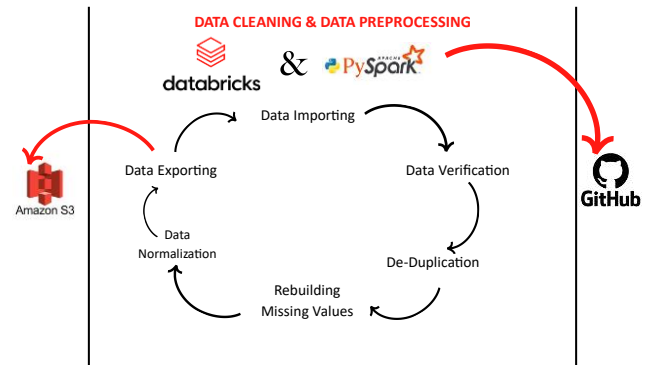 DATA CLEANING & DATA PREPROCESSING
databricks
&
APACHE
PySpark
Data Importing
Data Exporting
Data Verification
Amazon S3
GitHub
Data
Normalization
De-Duplication
Rebuilding
Missing Values